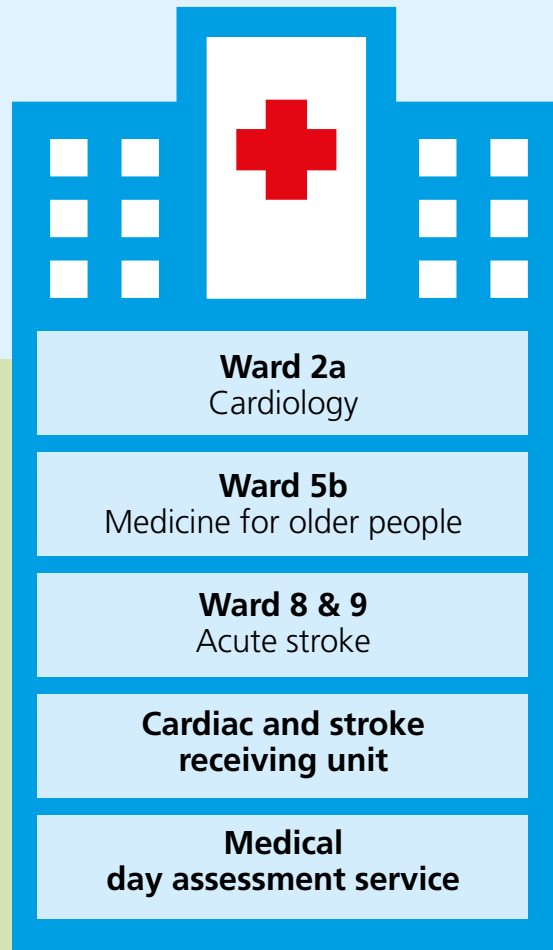 Ward 2a
Cardiology
Ward 5b
Medicine for older people
Ward 8 & 9
Acute stroke
Cardiac and stroke
receiving unit
Medical
day assessment service